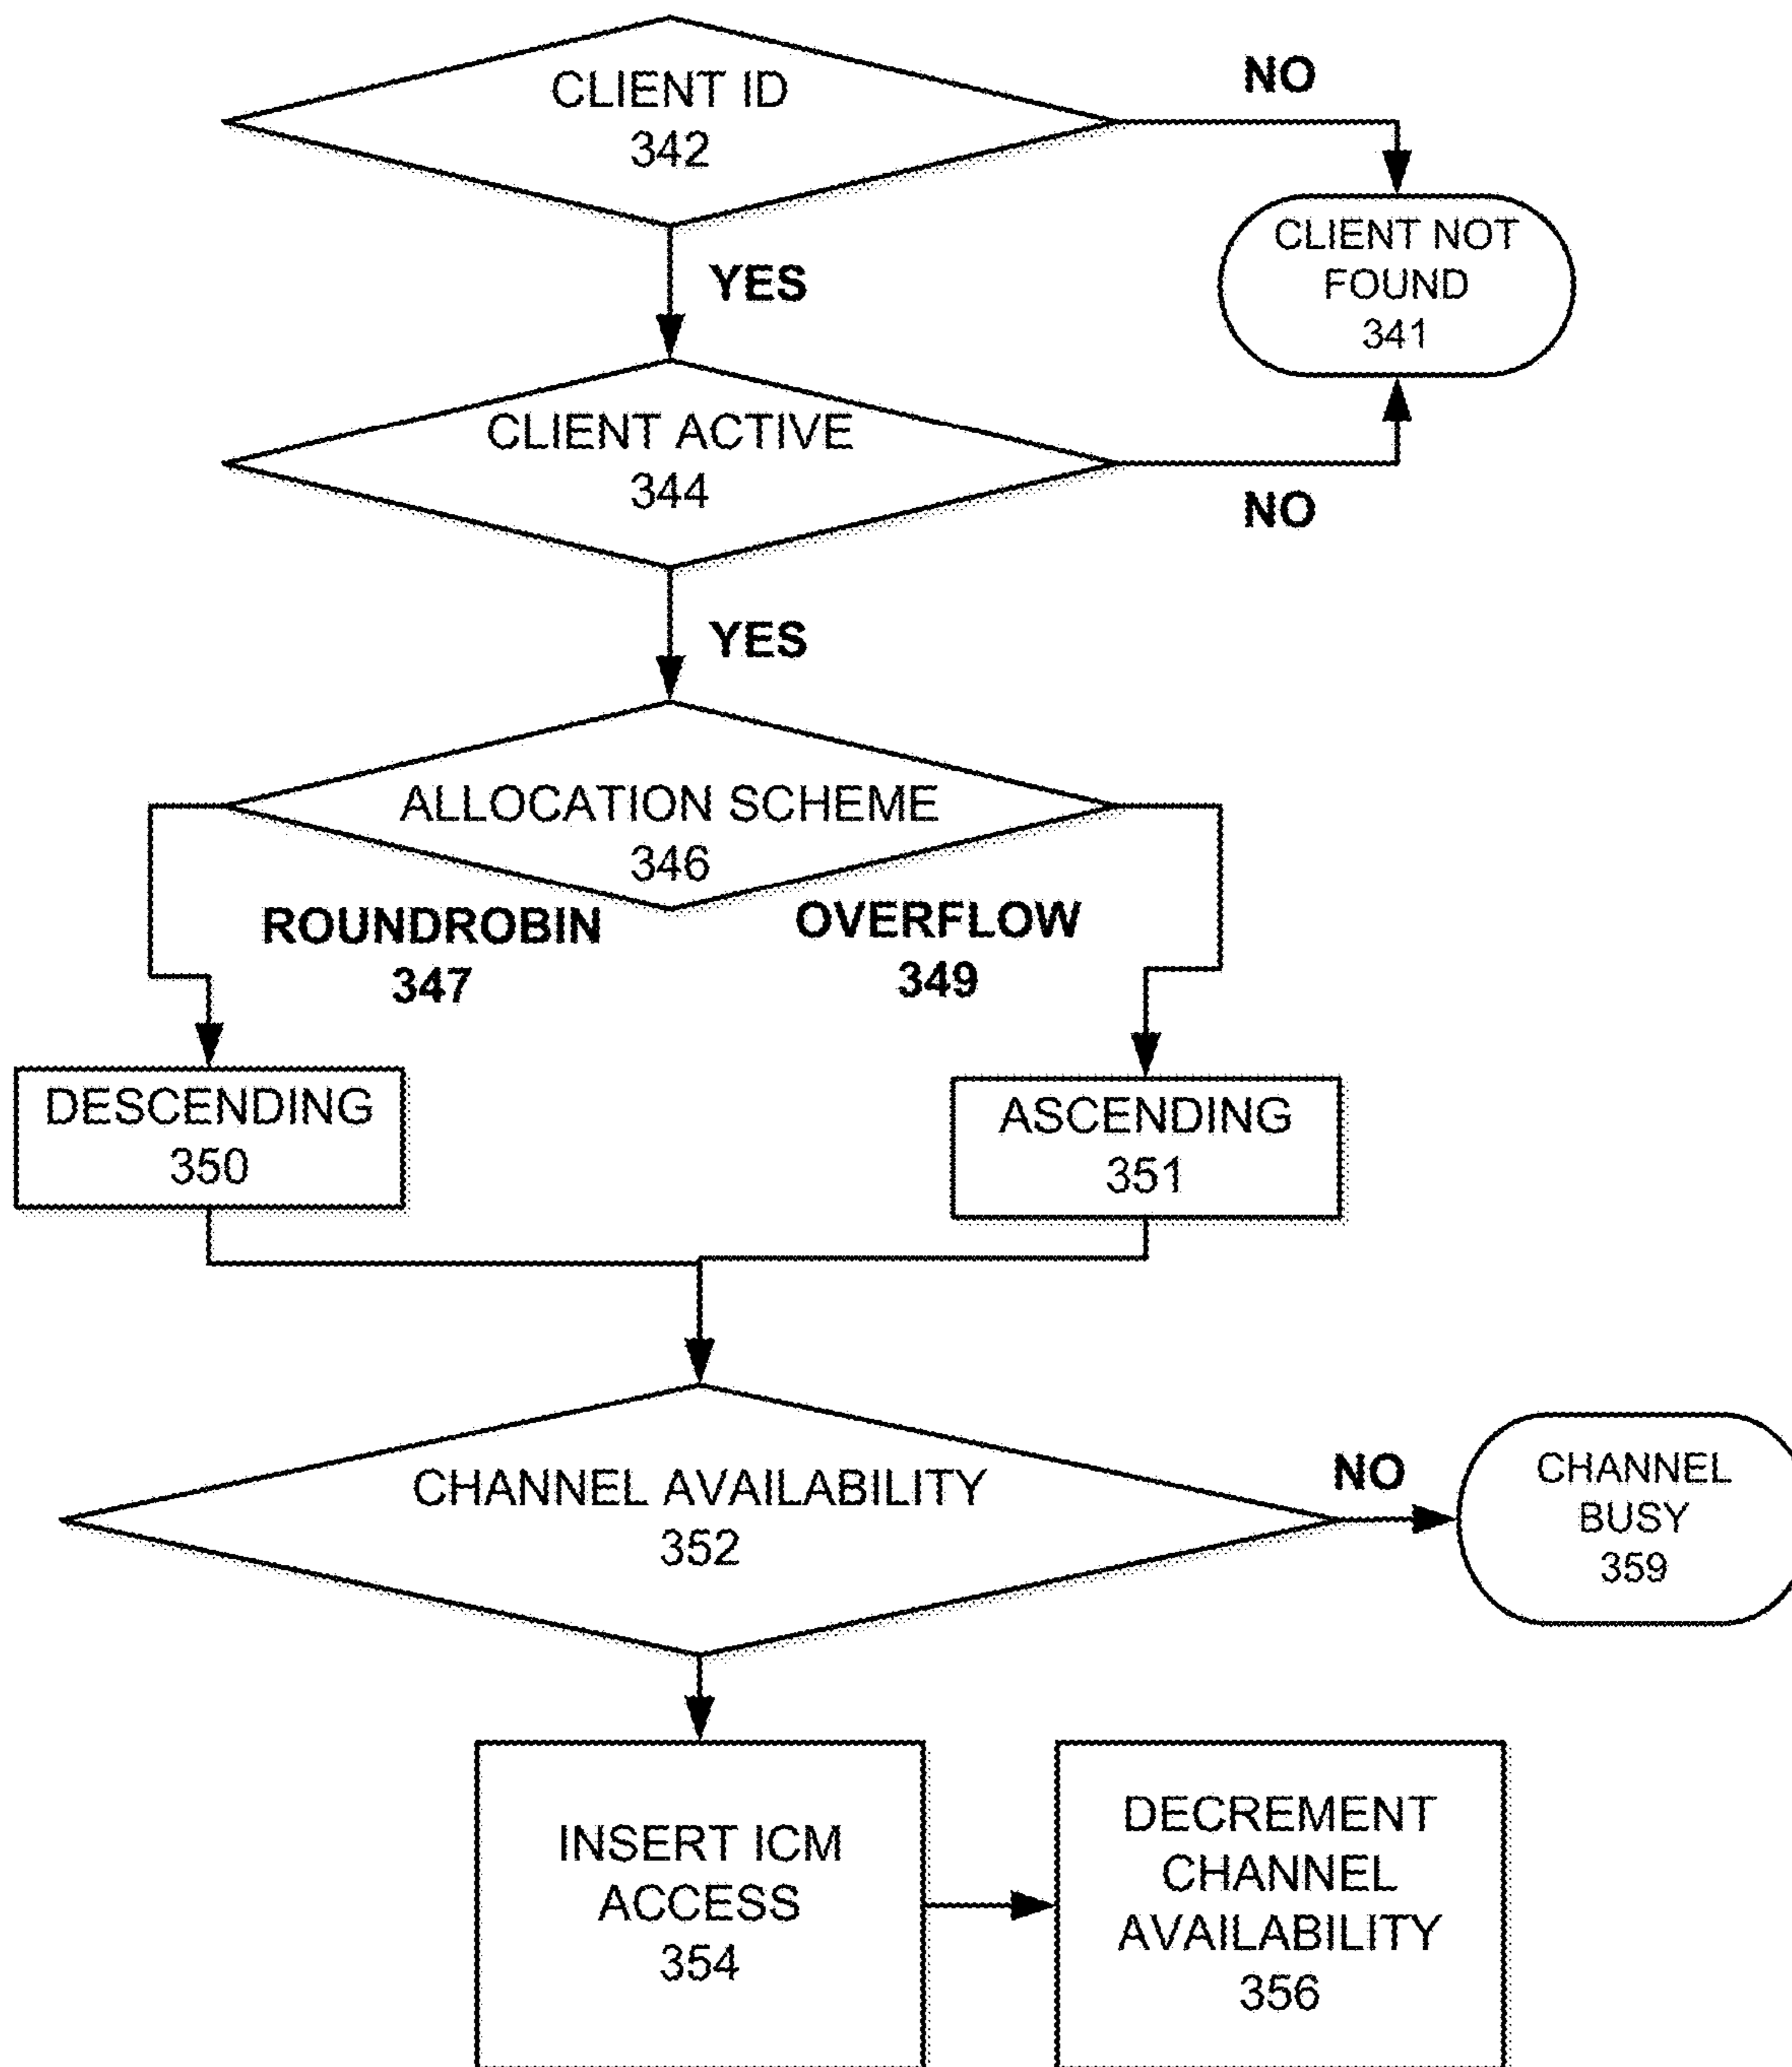 CLIENT ID
342
NO
CLIENT NOT
FOUND
341
YES
CLIENT ACTIVE
344
NO
YES
ALLOCATION SCHEME
346
ROUNDROBIN
347
OVERFLOW
349
DESCENDING
350
ASCENDING
351
CHANNEL AVAILABILITY
352
NO
CHANNEL
BUSY
359
INSERT ICM
ACCESS
354
DECREMENT
CHANNEL
AVAILABILITY
356